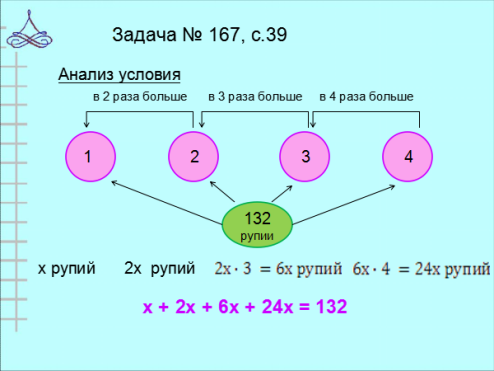 Задача № 167, с.39
Анализ условия
в 2 раза больше в 3 раза больше в 4 раза больше
1 2 3 4
132
рупии
х рупий 2х рупий 2х · 3 = 6х рупий 6х · 4 = 24х рупий
х + 2х + 6х + 24х = 132